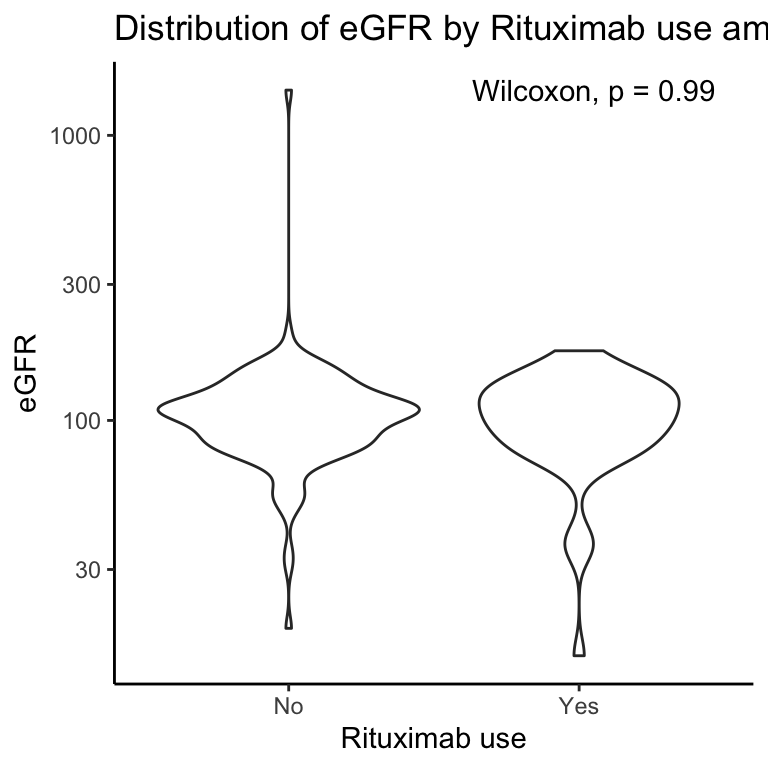 Distribution of eGFR by Rituximab use am
Wilcoxon, p = 0.99
1000
300
100
30
eGFR
No
Yes
Rituximab use